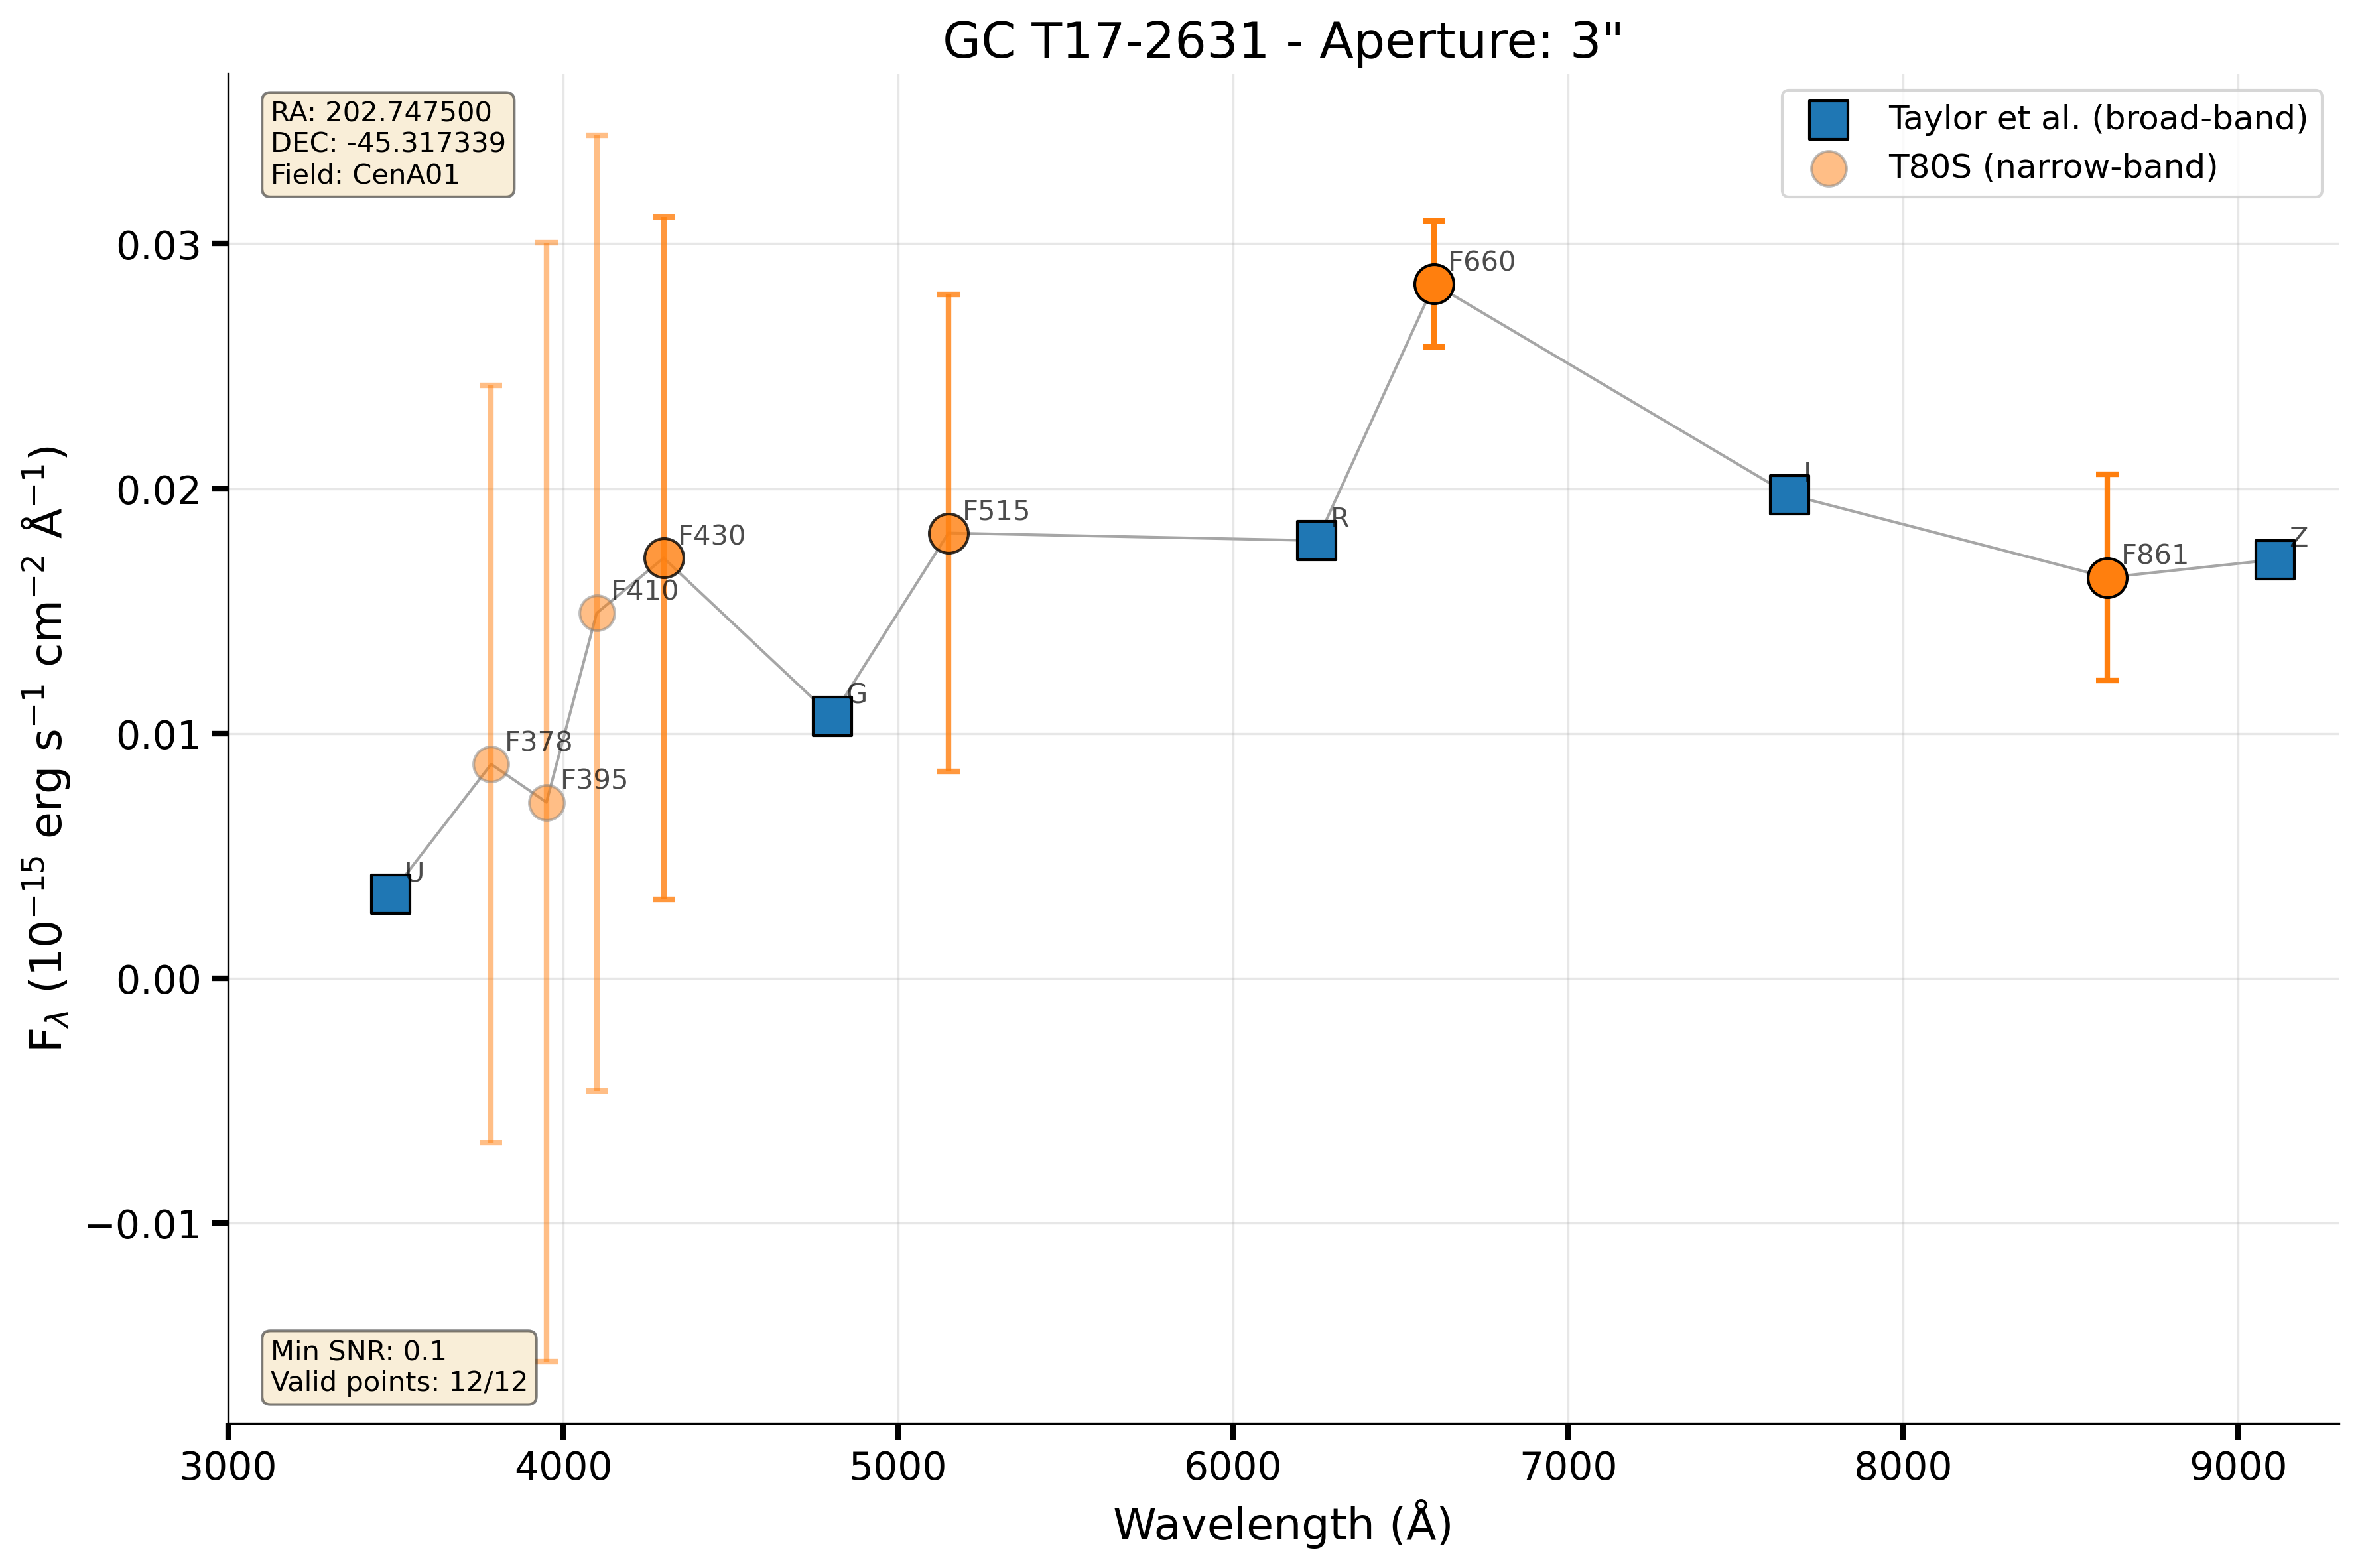 GC T17-2631 - Aperture: 3"
RA: 202.747500
DEC: -45.317339
Field: CenA01
Taylor et al. (broad-band)
T80S (narrow-band)
F660
I
R
F515
F430
F410
G
F378
F395
U
F861
Z
0.03
0.02
0.01
0.00
−0.01
F_λ (10⁻¹⁵ erg s⁻¹ cm⁻² Å⁻¹)
Min SNR: 0.1
Valid points: 12/12
3000 4000 5000 6000 7000 8000 9000
Wavelength (Å)